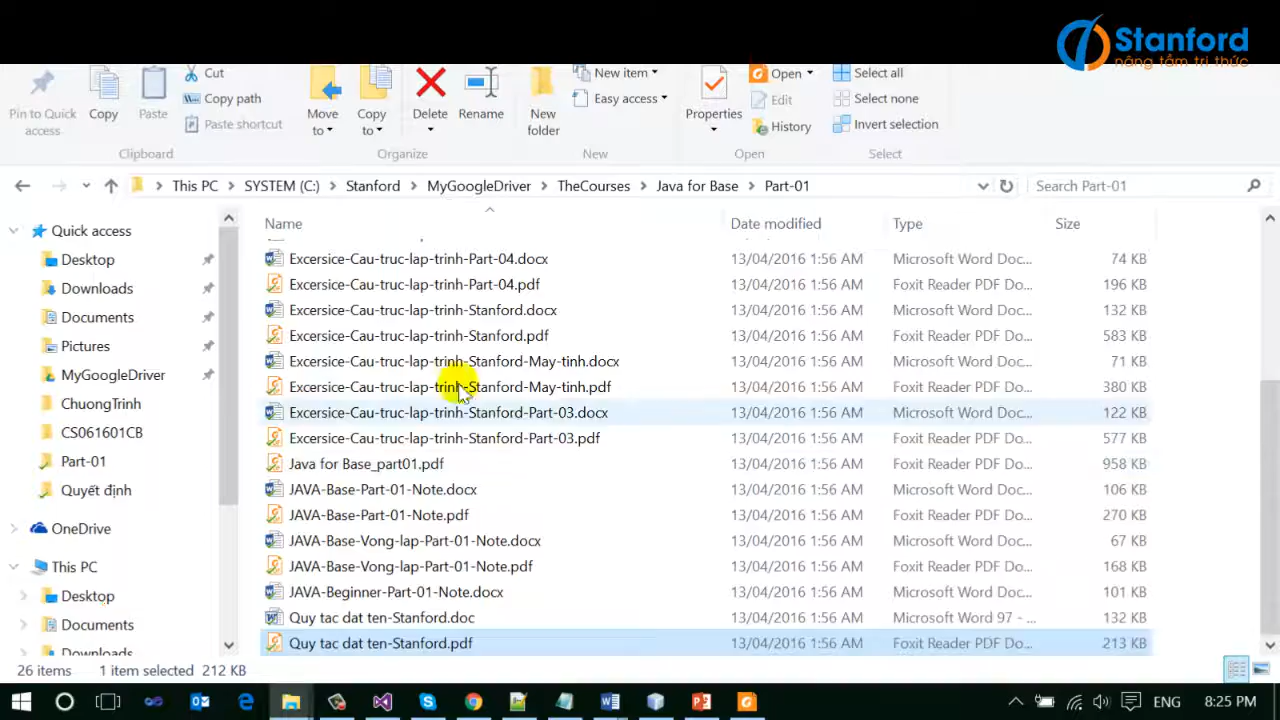 Stanford
nâng tầm tri thức
Cut
Copy path
Paste shortcut
Pin to Quick access
Copy
Paste
Clipboard
Move to
Copy to
Delete
Rename
Organize
New folder
New item
Easy access
New
Properties
Open
Edit
History
Open
Select all
Select none
Invert selection
Select
This PC > SYSTEM (C:) > Stanford > MyGoogleDriver > TheCourses > Java for Base > Part-01
Search Part-01
Quick access
Desktop
Downloads
Documents
Pictures
MyGoogleDriver
ChuongTrinh
CS061601CB
Part-01
Quyết định
OneDrive
This PC
Desktop
Documents
Downloads
Name Date modified Type Size
Excersice-Cau-truc-lap-trinh-Part-04.docx 13/04/2016 1:56 AM Microsoft Word Doc... 74 KB
Excersice-Cau-truc-lap-trinh-Part-04.pdf 13/04/2016 1:56 AM Foxit Reader PDF Do... 196 KB
Excersice-Cau-truc-lap-trinh-Stanford.docx 13/04/2016 1:56 AM Microsoft Word Doc... 132 KB
Excersice-Cau-truc-lap-trinh-Stanford.pdf 13/04/2016 1:56 AM Foxit Reader PDF Do... 583 KB
Excersice-Cau-truc-lap-trinh-Stanford-May-tinh.docx 13/04/2016 1:56 AM Microsoft Word Doc... 71 KB
Excersice-Cau-truc-lap-trinh-Stanford-May-tinh.pdf 13/04/2016 1:56 AM Foxit Reader PDF Do... 380 KB
Excersice-Cau-truc-lap-trinh-Stanford-Part-03.docx 13/04/2016 1:56 AM Microsoft Word Doc... 122 KB
Excersice-Cau-truc-lap-trinh-Stanford-Part-03.pdf 13/04/2016 1:56 AM Foxit Reader PDF Do... 577 KB
Java for Base_part01.pdf 13/04/2016 1:56 AM Foxit Reader PDF Do... 958 KB
JAVA-Base-Part-01-Note.docx 13/04/2016 1:56 AM Microsoft Word Doc... 106 KB
JAVA-Base-Part-01-Note.pdf 13/04/2016 1:56 AM Foxit Reader PDF Do... 270 KB
JAVA-Base-Vong-lap-Part-01-Note.docx 13/04/2016 1:56 AM Microsoft Word Doc... 67 KB
JAVA-Base-Vong-lap-Part-01-Note.pdf 13/04/2016 1:56 AM Foxit Reader PDF Do... 168 KB
JAVA-Beginner-Part-01-Note.docx 13/04/2016 1:56 AM Microsoft Word Doc... 101 KB
Quy tac dat ten-Stanford.doc 13/04/2016 1:56 AM Microsoft Word 97 - ... 132 KB
Quy tac dat ten-Stanford.pdf 13/04/2016 1:56 AM Foxit Reader PDF Do... 213 KB
26 items 1 item selected 212 KB
ENG 8:25 PM